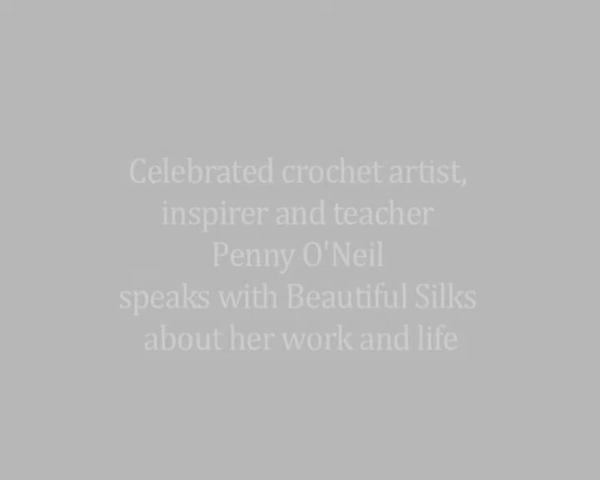 Celebrated crochet artist,
inspirer and teacher
Penny O'Neil
speaks with Beautiful Silks
about her work and life